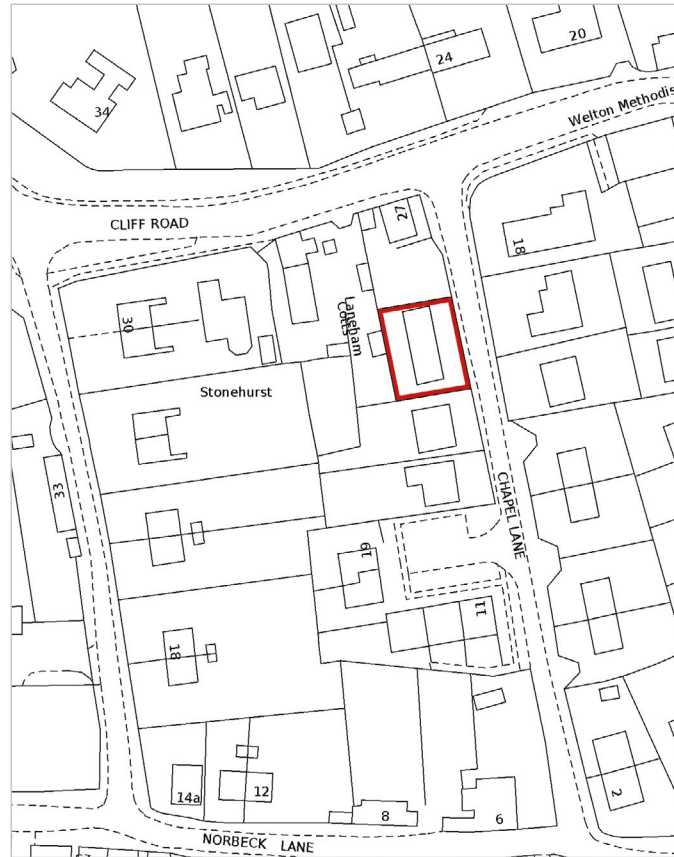 20
24
34
Welton Methodis
27
CLIFF ROAD
18
30
Laneham
Cotts
Stonehurst
33
CHAPEL LANE
19
11
18
14a
12
8
6
2
NORBECK LANE